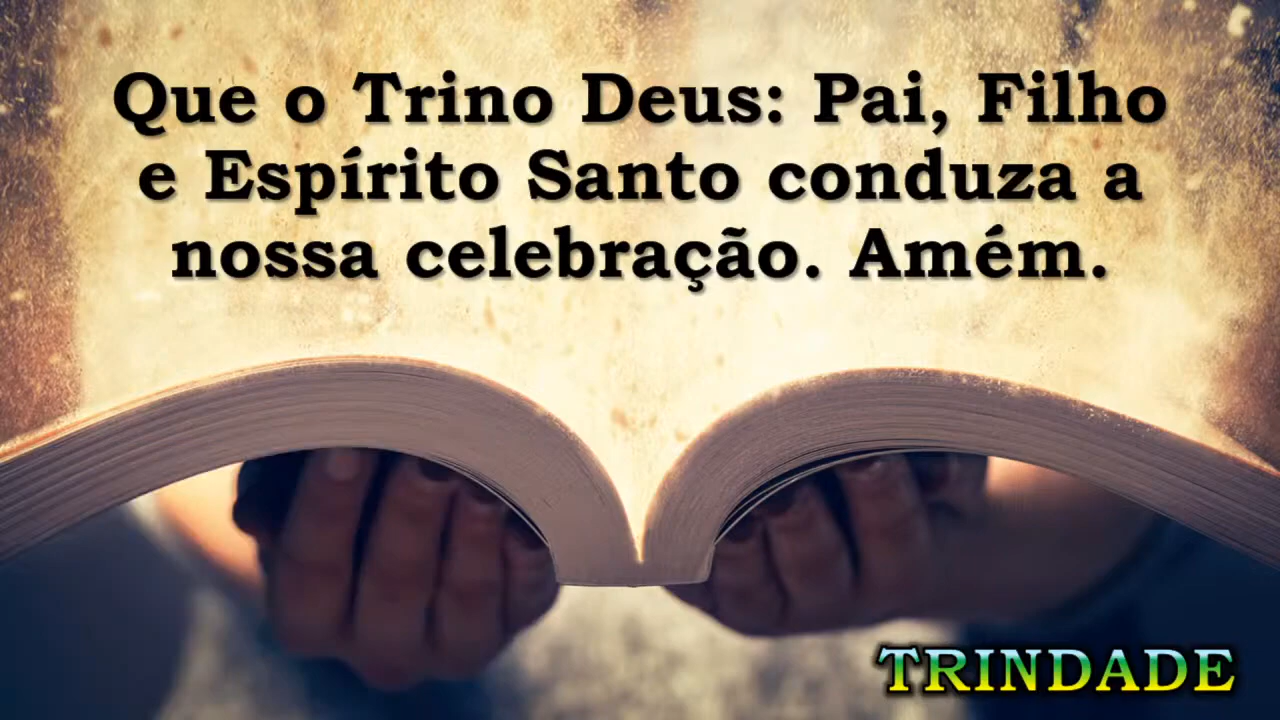 Que o Trino Deus: Pai, Filho
e Espírito Santo conduza a
nossa celebração. Amém.
TRINDADE